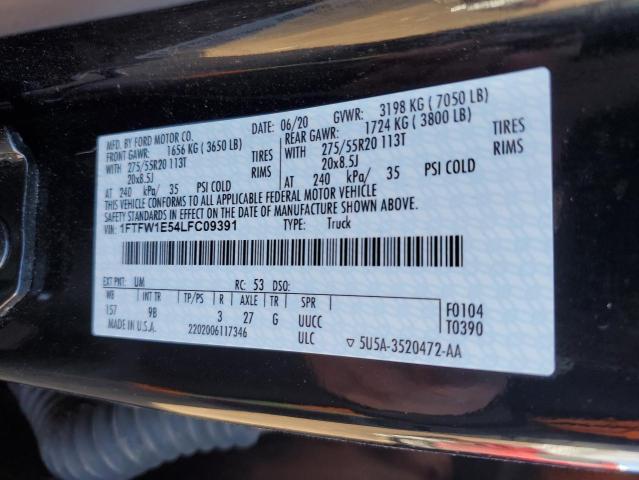 MFD. BY FORD MOTOR CO.
DATE: 06/20 GVWR: 3198 KG ( 7050 LB)
FRONT GAWR: 1656 KG ( 3650 LB)
REAR GAWR: 1724 KG ( 3800 LB)
WITH 275/55R20 113T TIRES
WITH 275/55R20 113T TIRES
20x8.5J RIMS
20x8.5J RIMS
AT 240 kPa/ 35 PSI COLD
AT 240 kPa/ 35 PSI COLD
THIS VEHICLE CONFORMS TO ALL APPLICABLE FEDERAL MOTOR VEHICLE
SAFETY STANDARDS IN EFFECT ON THE DATE OF MANUFACTURE SHOWN ABOVE.
VIN: 1FTFW1E54LFC09391 TYPE: Truck
EXT PNT: UM RC: 53 DSO:
WB INT TR TP/PS R AXLE TR SPR
157 9B 3 27 G UUCC F0104
ULC T0390
MADE IN U.S.A. 2202006117346
▽ 5U5A-3520472-AA